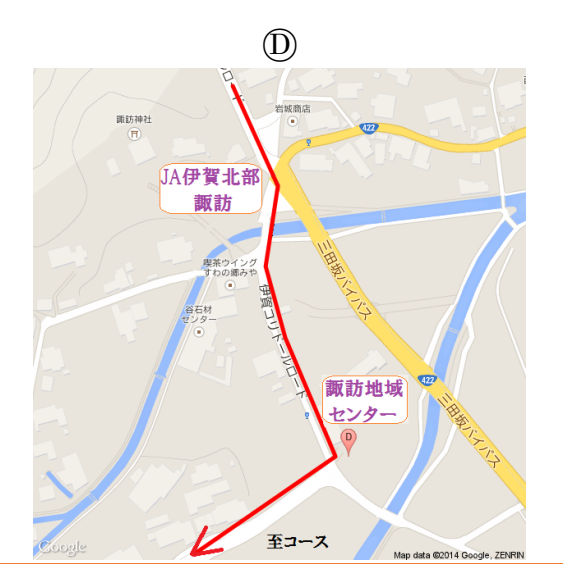 Ⓓ
ロード
岩城商店
諏訪神社
422
JA伊賀北部
諏訪
三田坂バイパス
喫茶ウイング
すわの郷みや
伊賀コリドールロード
谷石材
センター
422
諏訪地域
センター
三田坂バイパス
D
至コース
Google
Map data ©2014 Google, ZENRIN